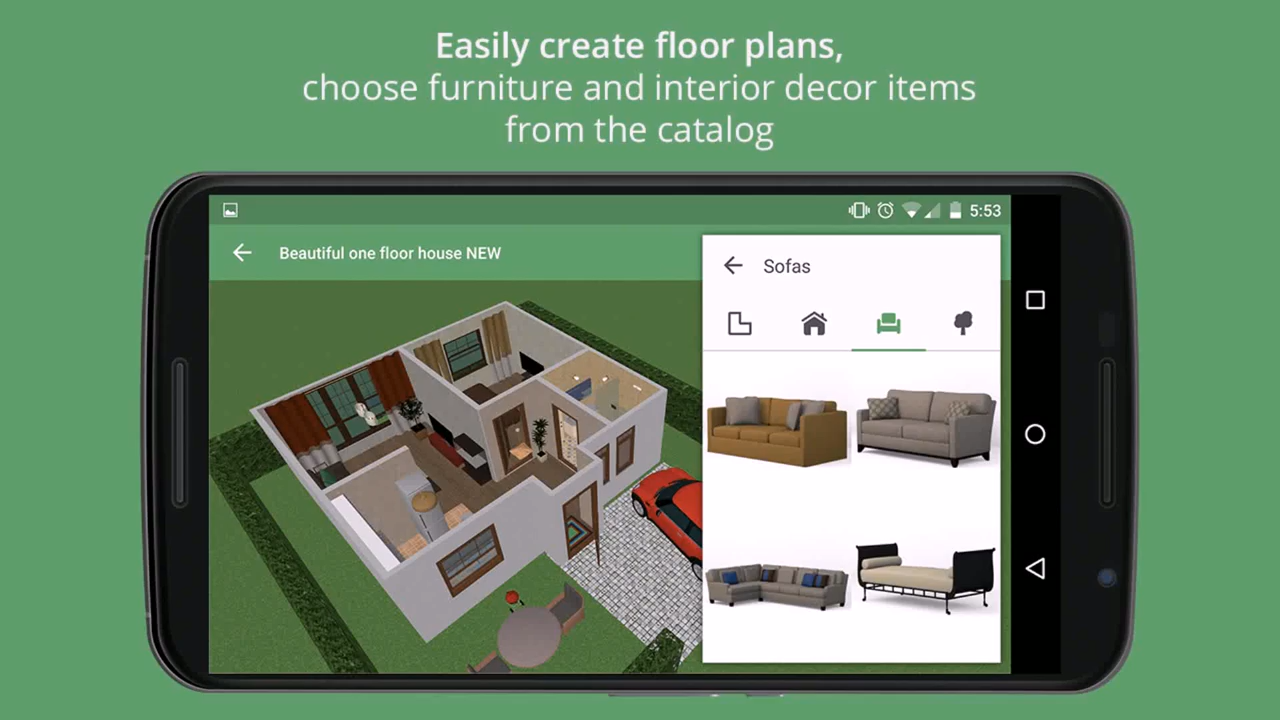 Easily create floor plans,
choose furniture and interior decor items
from the catalog
5:53
Beautiful one floor house NEW
Sofas